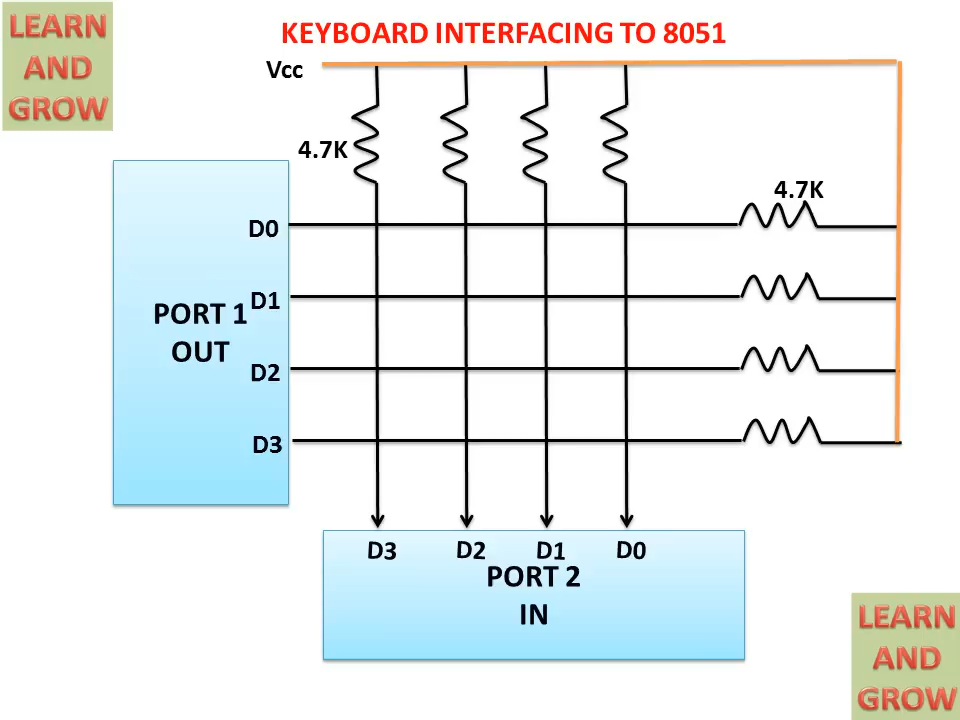 LEARN
AND
GROW
KEYBOARD INTERFACING TO 8051
Vcc
4.7K
4.7K
D0
D1
PORT 1
OUT
D2
D3
D3 D2 D1 D0
PORT 2
IN
LEARN
AND
GROW